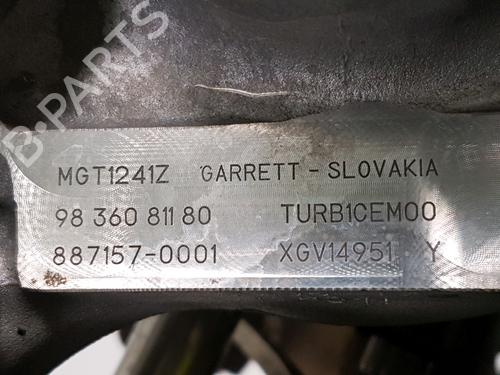 B-PARTS
MGT1241Z GARRETT - SLOVAKIA
98 360 811 80 TURB1CEM00
887157-0001 XGV14951 Y